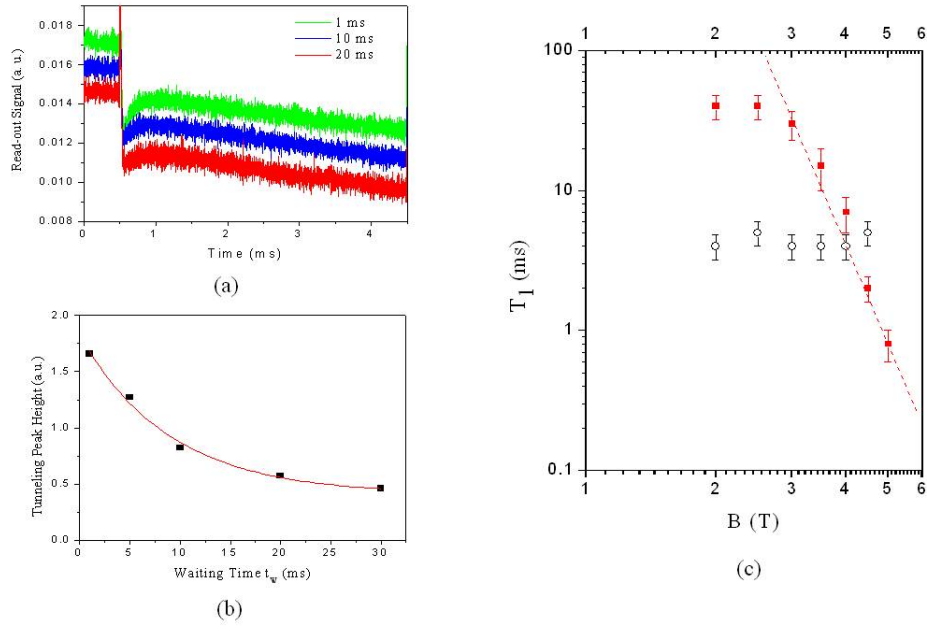 (a)
Read-out Signal (a. u.)
0.018
0.016
0.014
0.012
0.010
0.008
1 ms
10 ms
20 ms
0 1 2 3 4
Time (ms)
(b)
Tunneling Peak Height (a.u.)
2.0
1.5
1.0
0.5
0.0
0 5 10 15 20 25 30
Waiting Time tw (ms)
(c)
1 2 3 4 5 6
T1 (ms)
100
10
1
0.1
1 2 3 4 5 6
B (T)